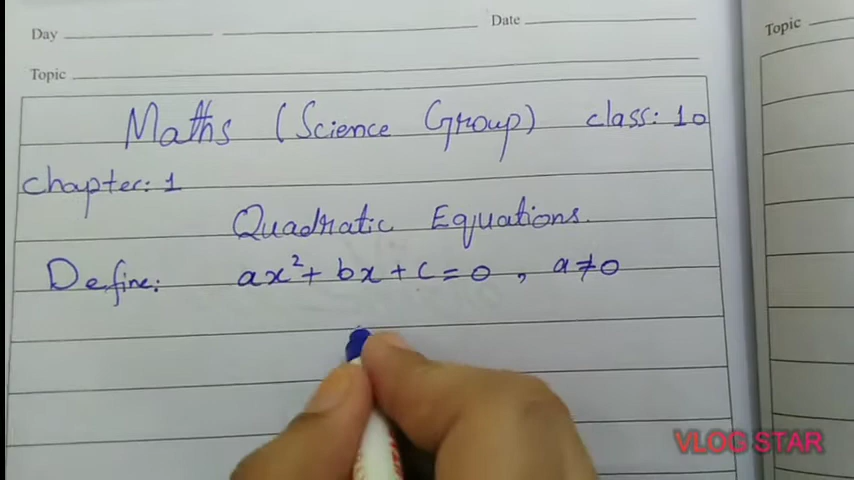 Day Date
Topic
Topic
Maths (Science Group) class: 10
chapter: 1
Quadratic Equations.
Define: ax²+ bx + c = 0 , a ≠ 0
VLOG STAR